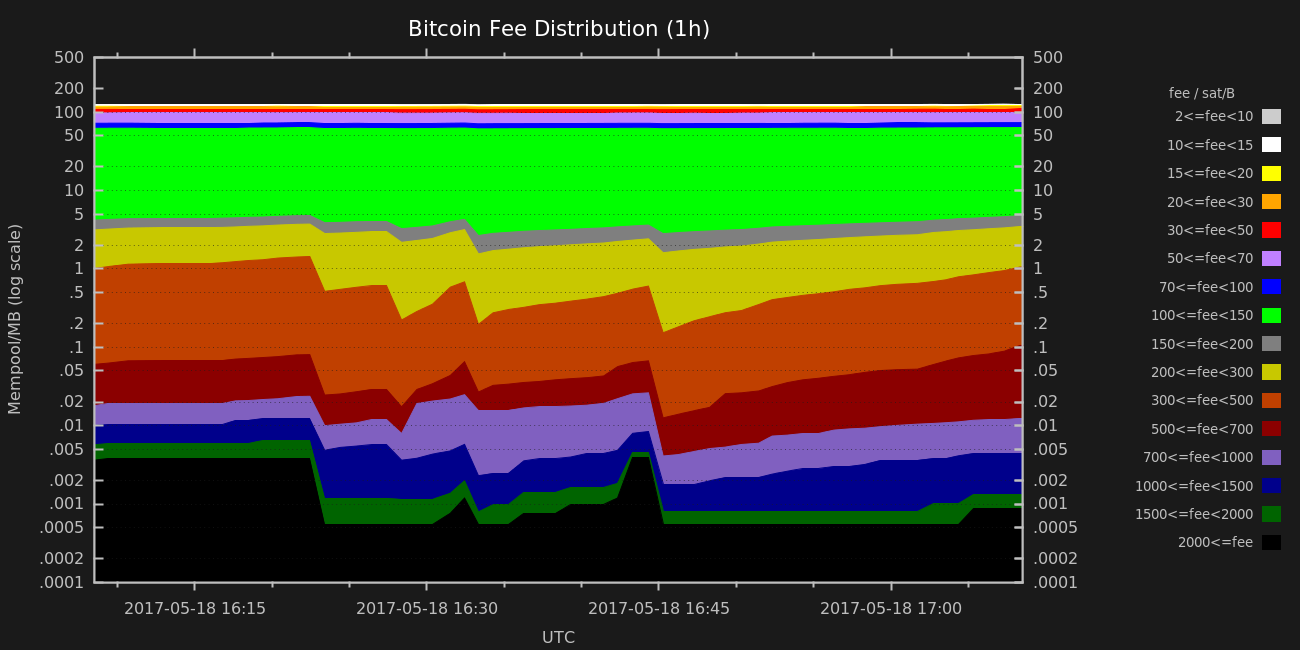 Bitcoin Fee Distribution (1h)
500
200
100
50
20
10
5
2
1
.5
.2
.1
.05
.02
.01
.005
.002
.001
.0005
.0002
.0001
Mempool/MB (log scale)
500
200
100
50
20
10
5
2
1
.5
.2
.1
.05
.02
.01
.005
.002
.001
.0005
.0002
.0001
2017-05-18 16:15
2017-05-18 16:30
2017-05-18 16:45
2017-05-18 17:00
UTC
fee / sat/B
2<=fee<10
10<=fee<15
15<=fee<20
20<=fee<30
30<=fee<50
50<=fee<70
70<=fee<100
100<=fee<150
150<=fee<200
200<=fee<300
300<=fee<500
500<=fee<700
700<=fee<1000
1000<=fee<1500
1500<=fee<2000
2000<=fee